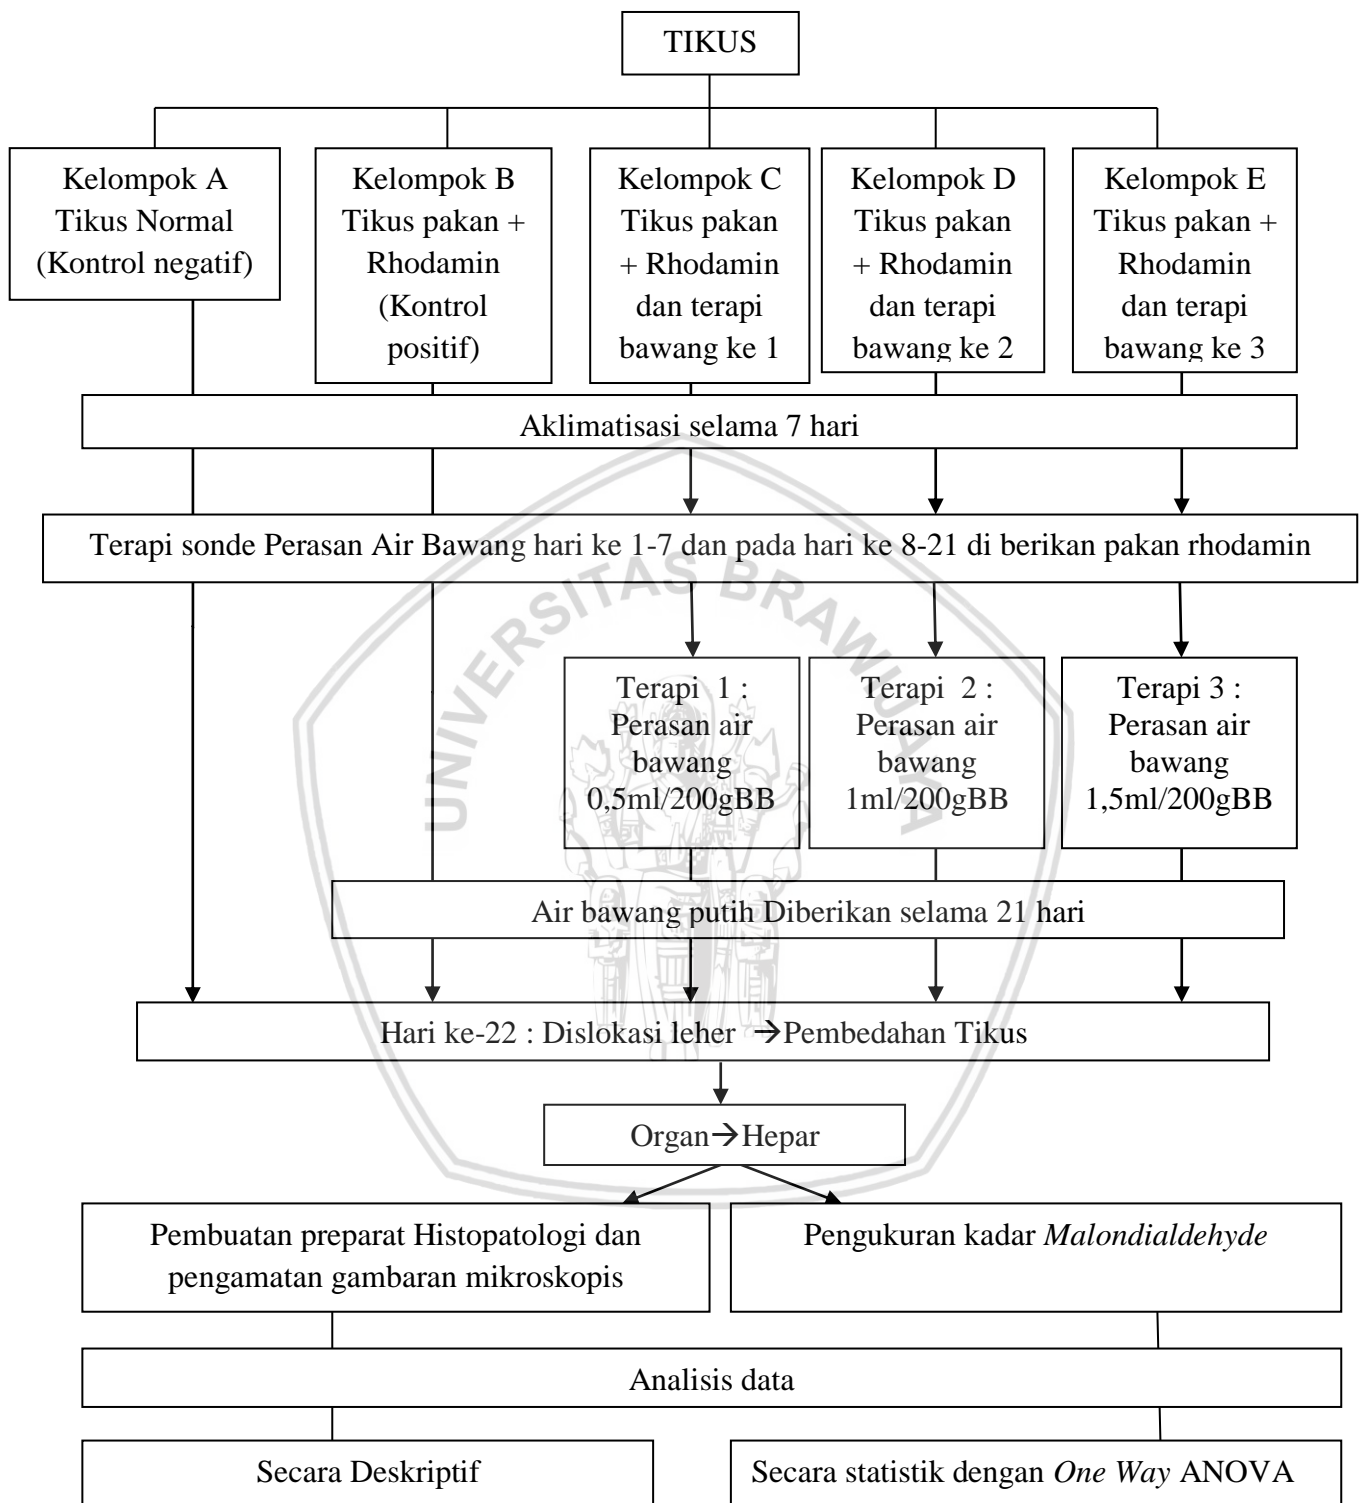 TIKUS
Kelompok A
Tikus Normal
(Kontrol negatif)
Kelompok B
Tikus pakan +
Rhodamin
(Kontrol
positif)
Kelompok C
Tikus pakan
+ Rhodamin
dan terapi
bawang ke 1
Kelompok D
Tikus pakan
+ Rhodamin
dan terapi
bawang ke 2
Kelompok E
Tikus pakan +
Rhodamin
dan terapi
bawang ke 3
Aklimatisasi selama 7 hari
Terapi sonde Perasan Air Bawang hari ke 1-7 dan pada hari ke 8-21 di berikan pakan rhodamin
UNIVERSITAS BRAWIJAYA
Terapi 1 :
Perasan air
bawang
0,5ml/200gBB
Terapi 2 :
Perasan air
bawang
1ml/200gBB
Terapi 3 :
Perasan air
bawang
1,5ml/200gBB
Air bawang putih Diberikan selama 21 hari
Hari ke-22 : Dislokasi leher →Pembedahan Tikus
Organ→Hepar
Pembuatan preparat Histopatologi dan
pengamatan gambaran mikroskopis
Pengukuran kadar Malondialdehyde
Analisis data
Secara Deskriptif
Secara statistik dengan One Way ANOVA